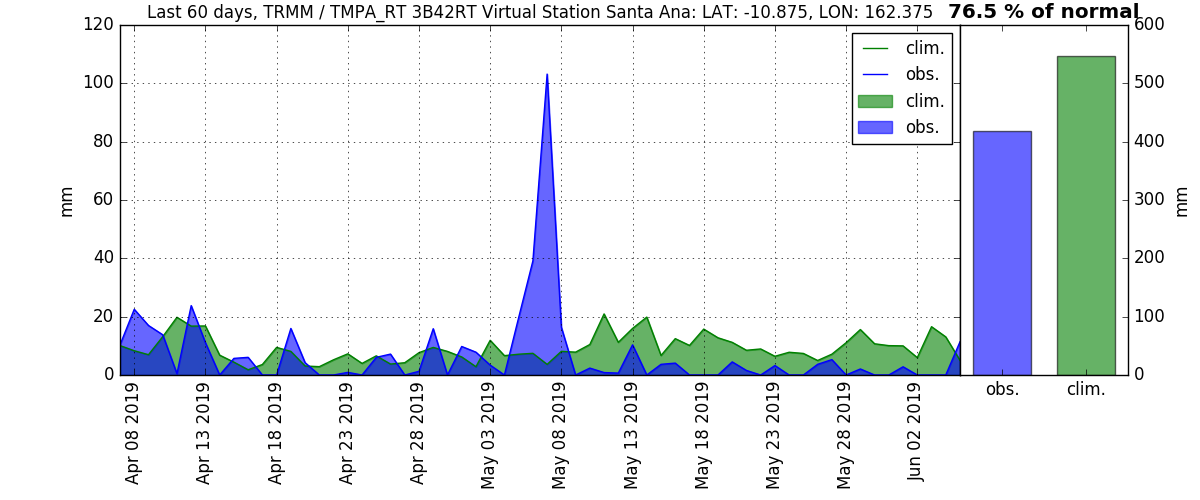 Last 60 days, TRMM / TMPA_RT 3B42RT Virtual Station Santa Ana: LAT: -10.875, LON: 162.375
76.5 % of normal
120
100
80
60
40
20
0
mm
clim.
obs.
clim.
obs.
Apr 08 2019
Apr 13 2019
Apr 18 2019
Apr 23 2019
Apr 28 2019
May 03 2019
May 08 2019
May 13 2019
May 18 2019
May 23 2019
May 28 2019
Jun 02 2019
600
500
400
300
200
100
0
mm
obs.
clim.